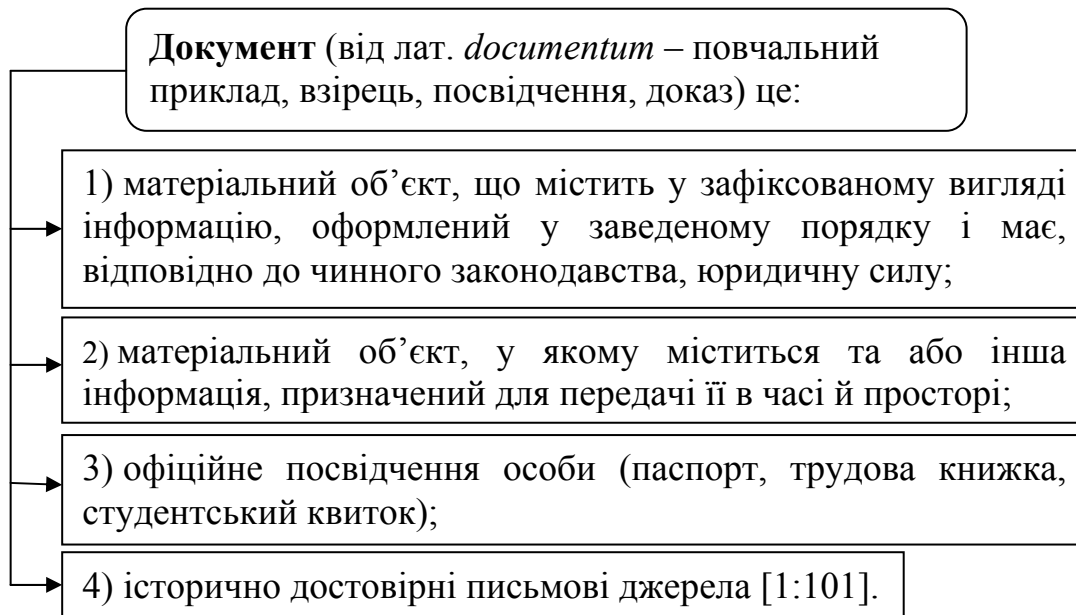 Документ (від лат. documentum – повчальний
приклад, взірець, посвідчення, доказ) це:
1) матеріальний об’єкт, що містить у зафіксованому вигляді
інформацію, оформлений у заведеному порядку і має,
відповідно до чинного законодавства, юридичну силу;
2) матеріальний об’єкт, у якому міститься та або інша
інформація, призначений для передачі її в часі й просторі;
3) офіційне посвідчення особи (паспорт, трудова книжка,
студентський квиток);
4) історично достовірні письмові джерела [1:101].